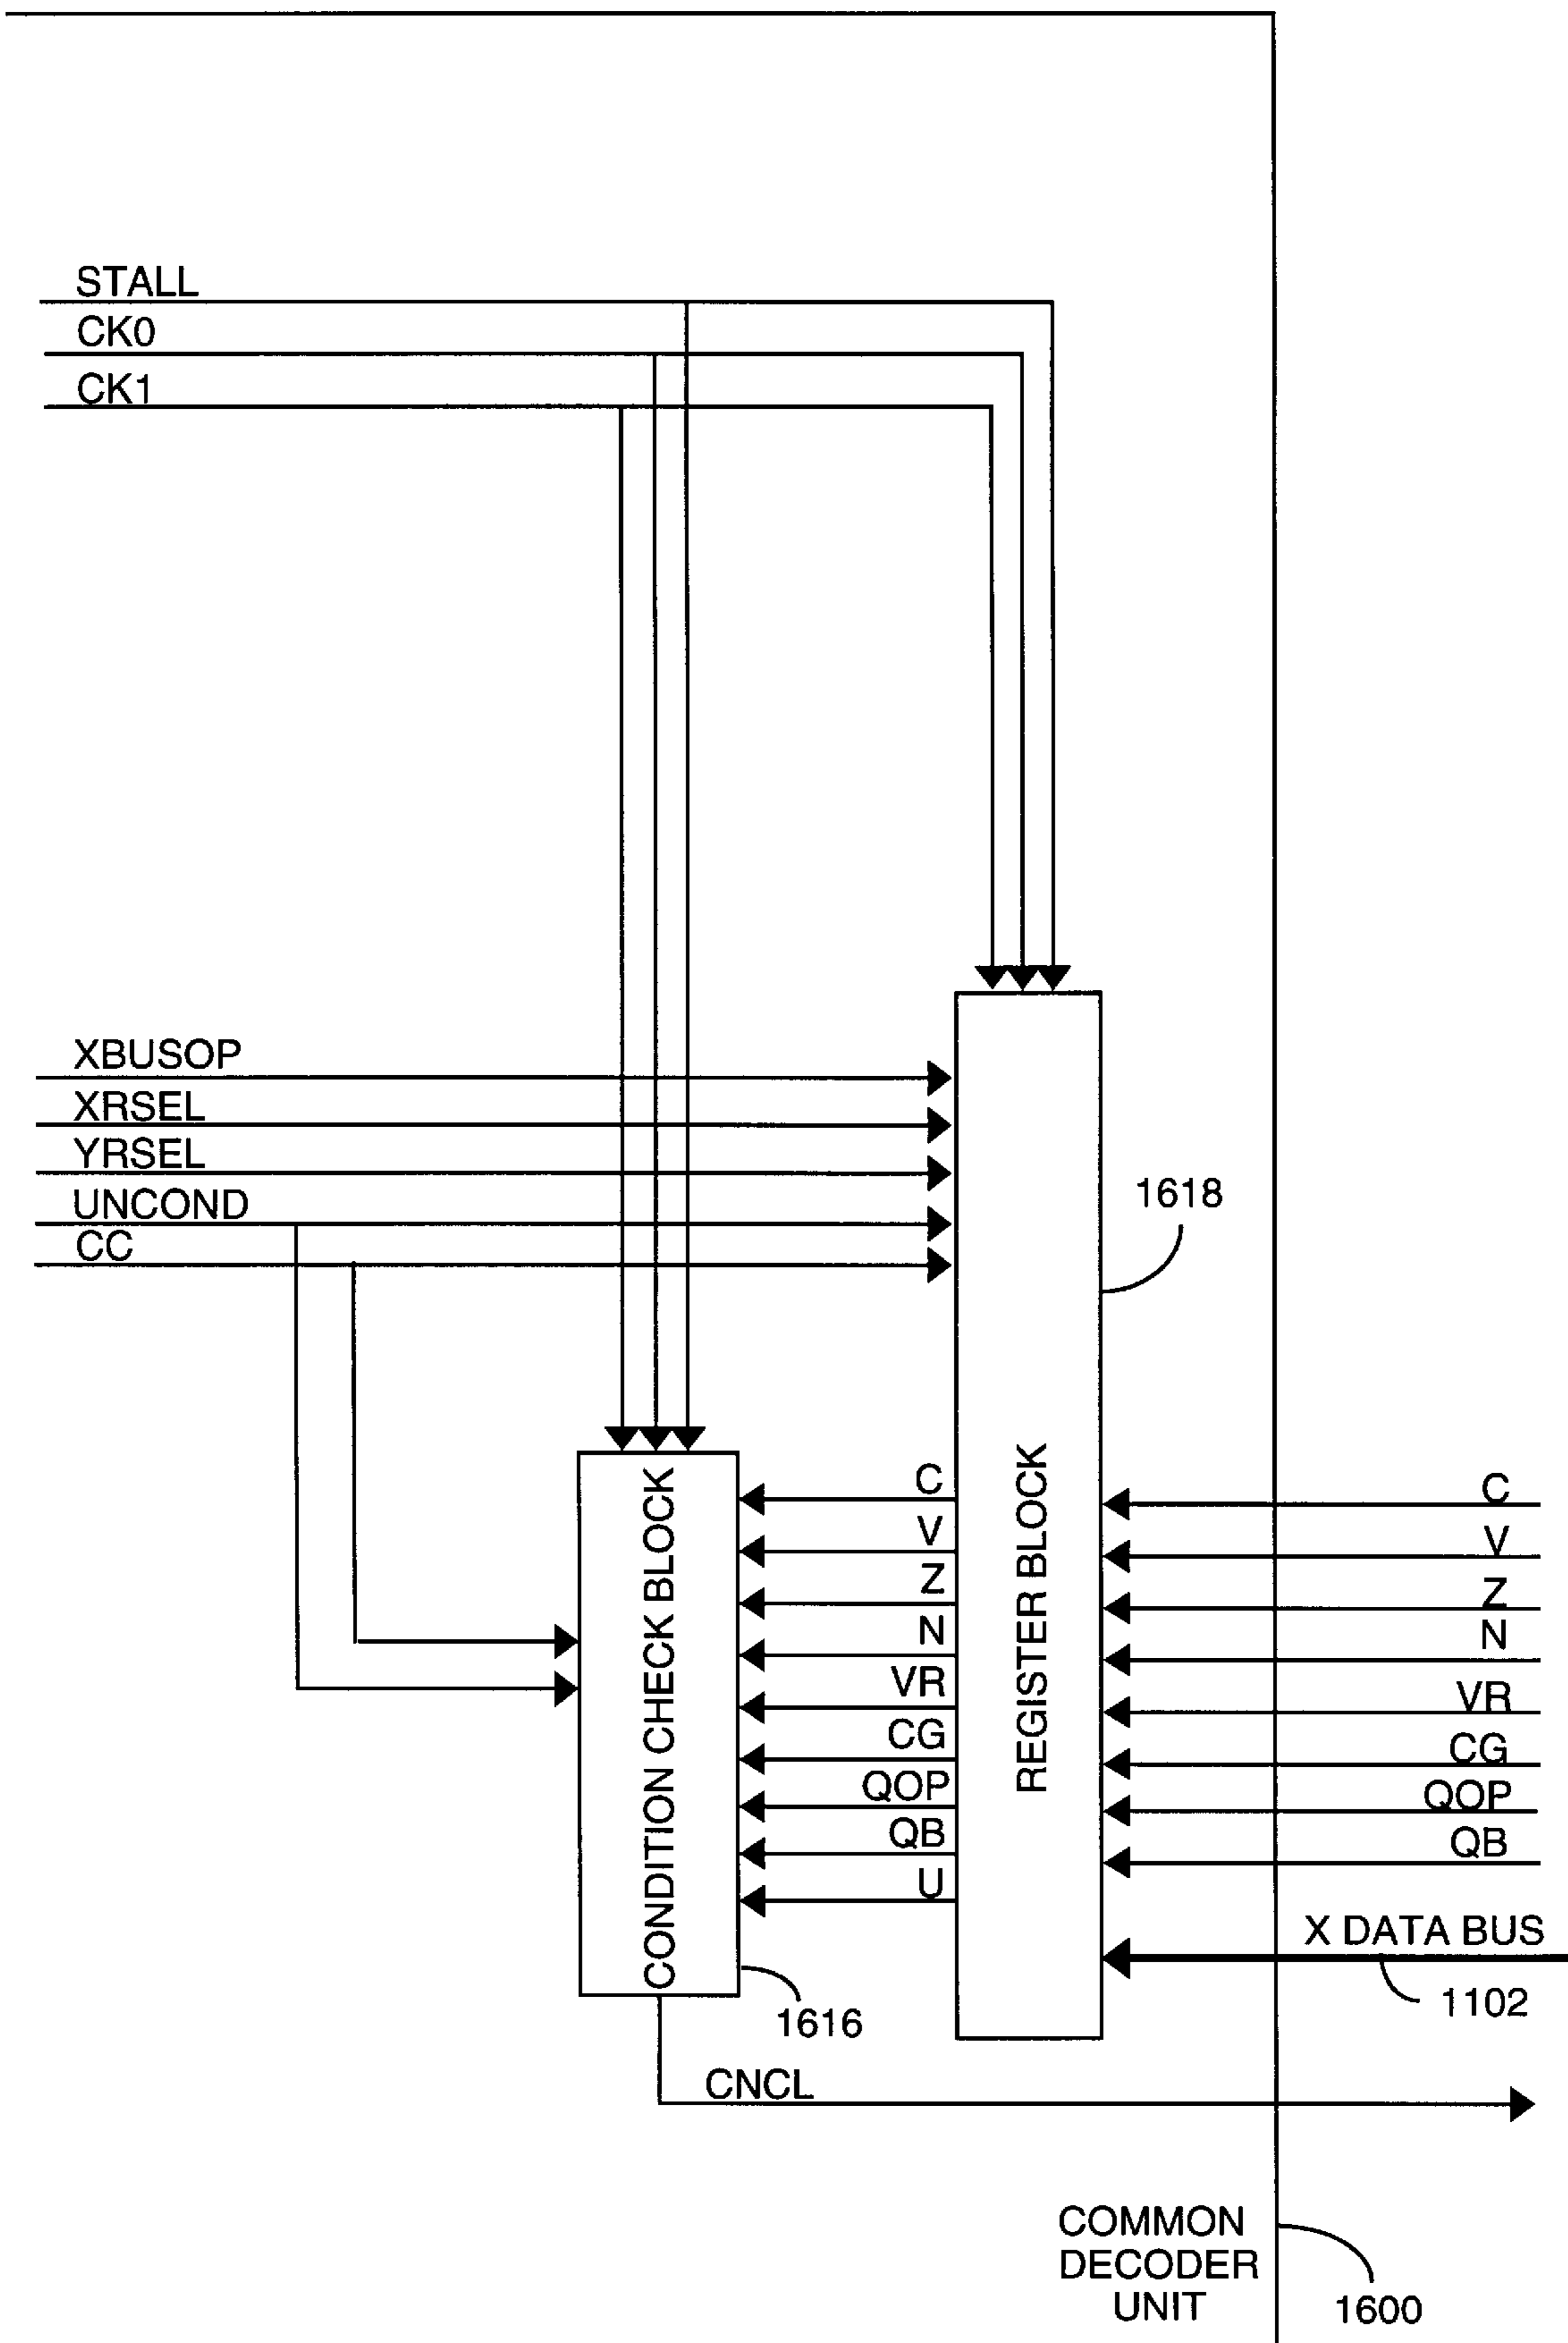 STALL
CK0
CK1
XBUSOP
XRSEL
YRSEL
UNCOND
CC
1618
CONDITION CHECK BLOCK
C
V
Z
N
VR
CG
QOP
QB
U
REGISTER BLOCK
C
V
Z
N
VR
CG
QOP
QB
X DATA BUS
1102
1616
CNCL
COMMON
DECODER
UNIT
1600